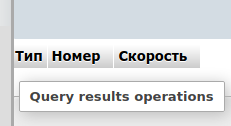 Тип Номер Скорость
Query results operations